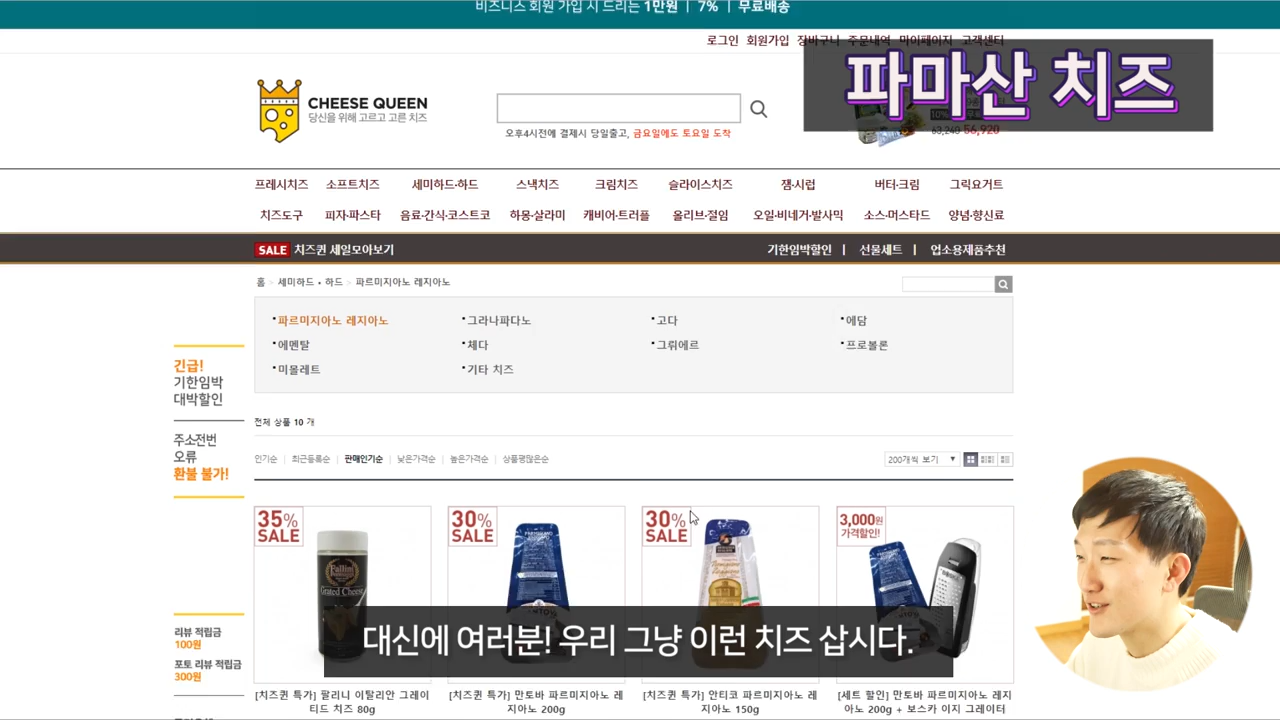 비즈니스 회원 가입 시 드리는 1만원 | 7% | 무료배송
로그인 회원가입 장바구니 주문내역 마이페이지 고객센터
파마산 치즈
CHEESE QUEEN
당신을 위해 고르고 고른 치즈
오후4시전에 결제시 당일출고, 금요일에도 토요일 도착
10%
63,240 56,920
프레시치즈 소프트치즈 세미하드·하드 스낵치즈 크림치즈 슬라이스치즈 잼·시럽 버터·크림 그릭요거트
치즈도구 피자·파스타 음료·간식·코스트코 하몽·살라미 캐비어·트러플 올리브·절임 오일·비네거·발사믹 소스·머스타드 양념·향신료
SALE 치즈퀸 세일모아보기 기한임박할인 | 선물세트 | 업소용제품추천
홈 > 세미하드 • 하드 > 파르미지아노 레지아노
파르미지아노 레지아노 그라나파다노 고다 에담
에멘탈 체다 그뤼에르 프로볼론
미몰레트 기타 치즈
긴급!
기한임박
대박할인
전체 상품 10 개
주소전번
오류
환불 불가!
인기순 | 최근등록순 | 판매인기순 | 낮은가격순 | 높은가격순 | 상품평많은순
200개씩 보기
35% SALE
30% SALE
30% SALE
3,000원 가격할인!
Fallini
Grated Cheese
대신에 여러분! 우리 그냥 이런 치즈 삽시다.
리뷰 적립금
100원
포토 리뷰 적립금
300원
[치즈퀸 특가] 팔리니 이탈리안 그레이
티드 치즈 80g
[치즈퀸 특가] 만토바 파르미지아노 레
지아노 200g
[치즈퀸 특가] 안티코 파르미지아노 레
지아노 150g
[세트 할인] 만토바 파르미지아노 레지
아노 200g + 보스카 이지 그레이터